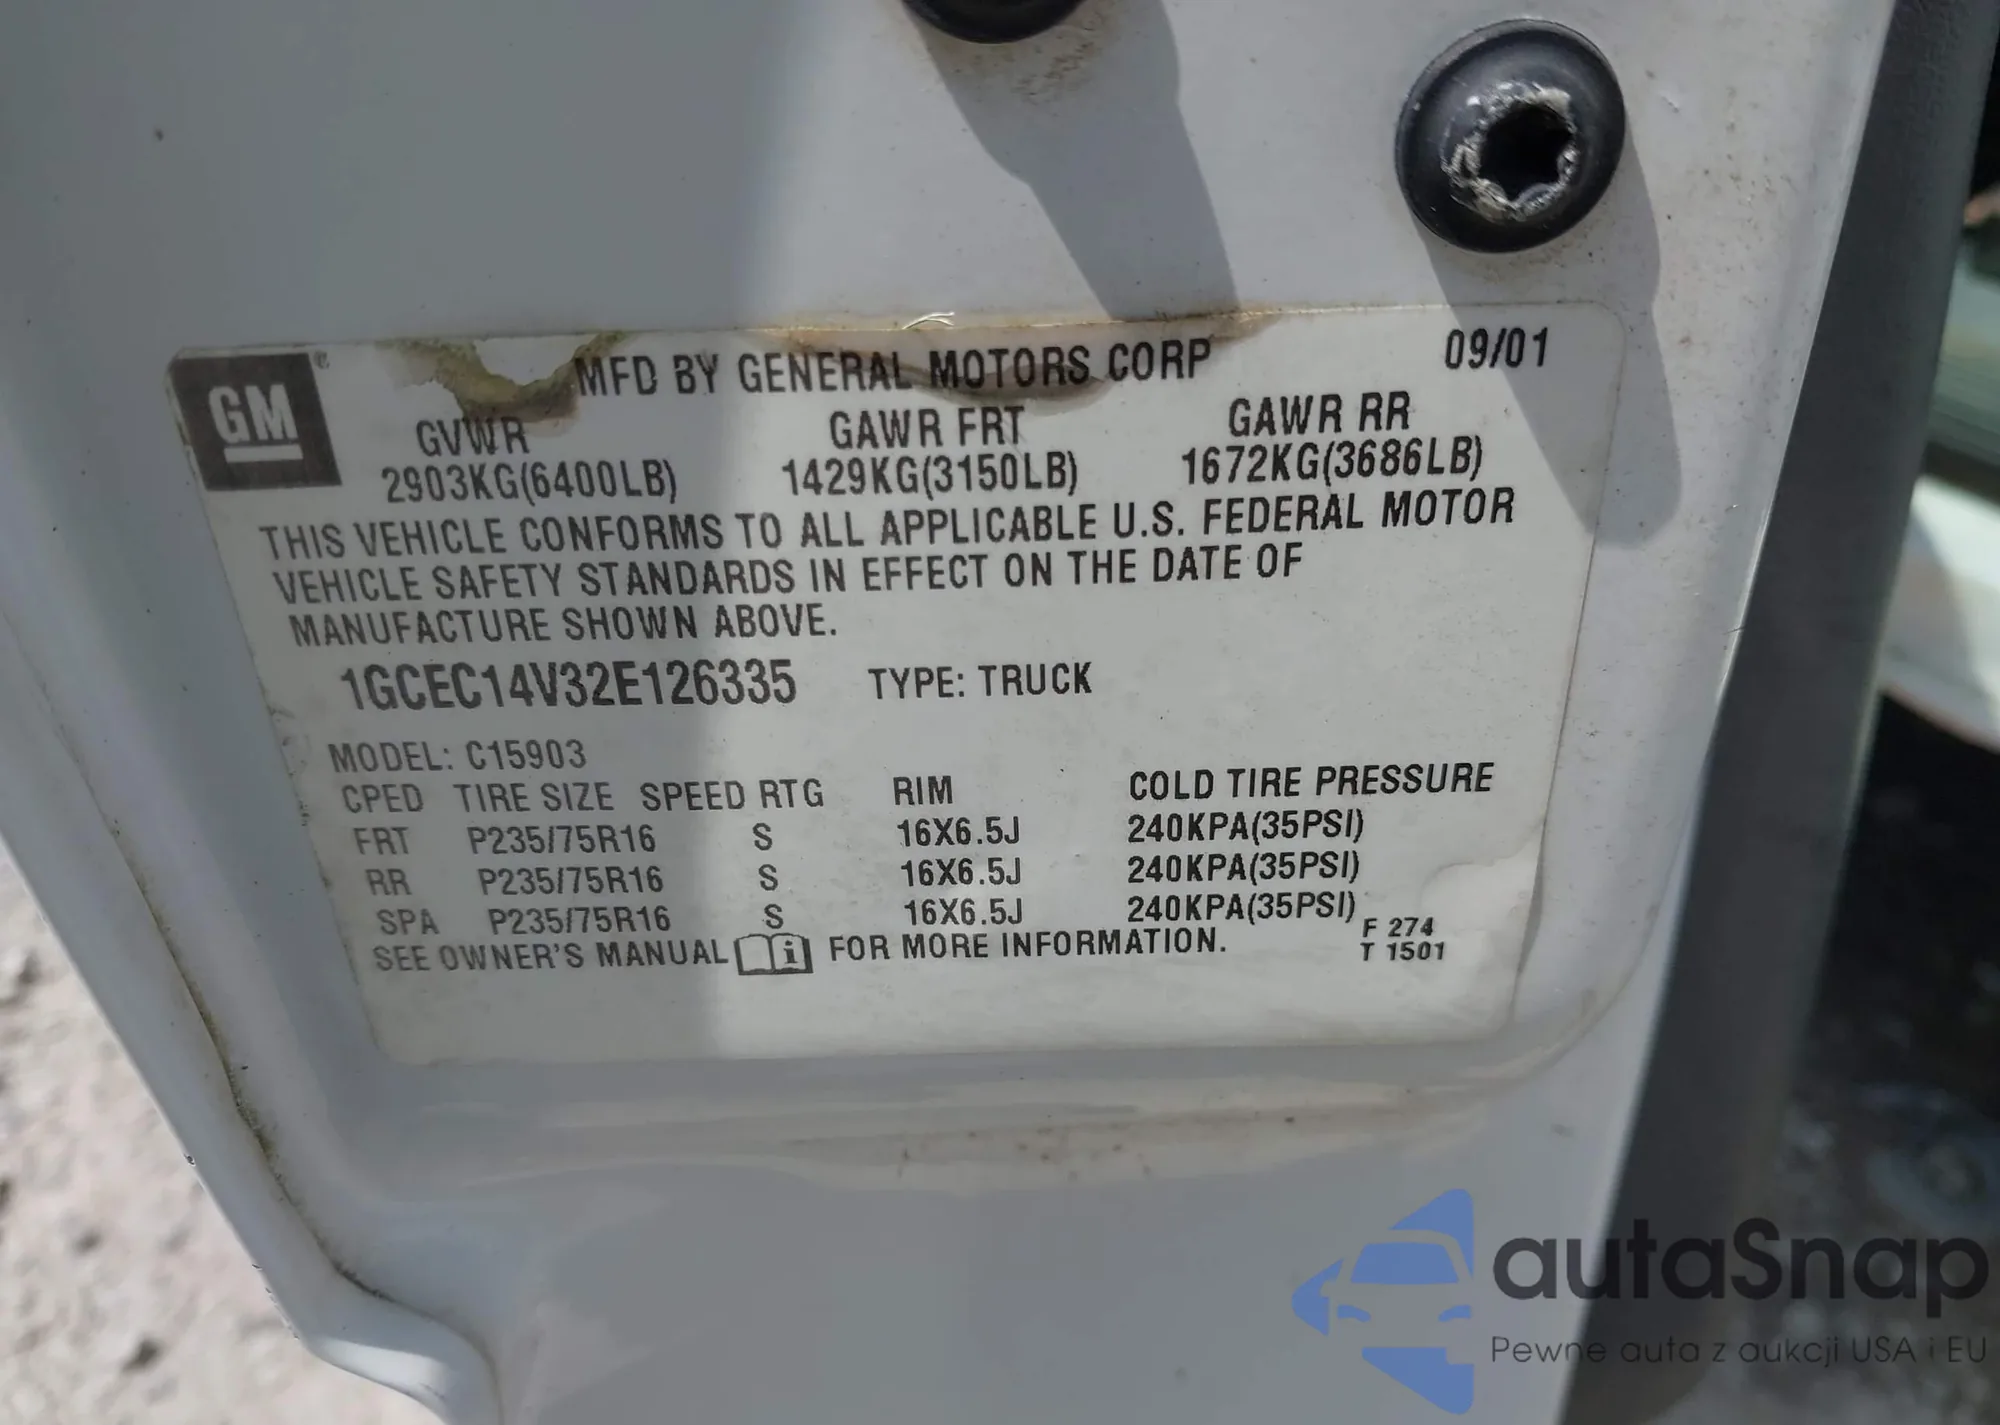 GM®
MFD BY GENERAL MOTORS CORP 09/01
GVWR GAWR FRT GAWR RR
2903KG(6400LB) 1429KG(3150LB) 1672KG(3686LB)
THIS VEHICLE CONFORMS TO ALL APPLICABLE U.S. FEDERAL MOTOR
VEHICLE SAFETY STANDARDS IN EFFECT ON THE DATE OF
MANUFACTURE SHOWN ABOVE.
1GCEC14V32E126335 TYPE: TRUCK
MODEL: C15903
CPED TIRE SIZE SPEED RTG RIM COLD TIRE PRESSURE
FRT P235/75R16 S 16X6.5J 240KPA(35PSI)
RR P235/75R16 S 16X6.5J 240KPA(35PSI)
SPA P235/75R16 S 16X6.5J 240KPA(35PSI)
F 274
SEE OWNER'S MANUAL i FOR MORE INFORMATION. T 1501
autaSnap
Pewne auta z aukcji USA i EU